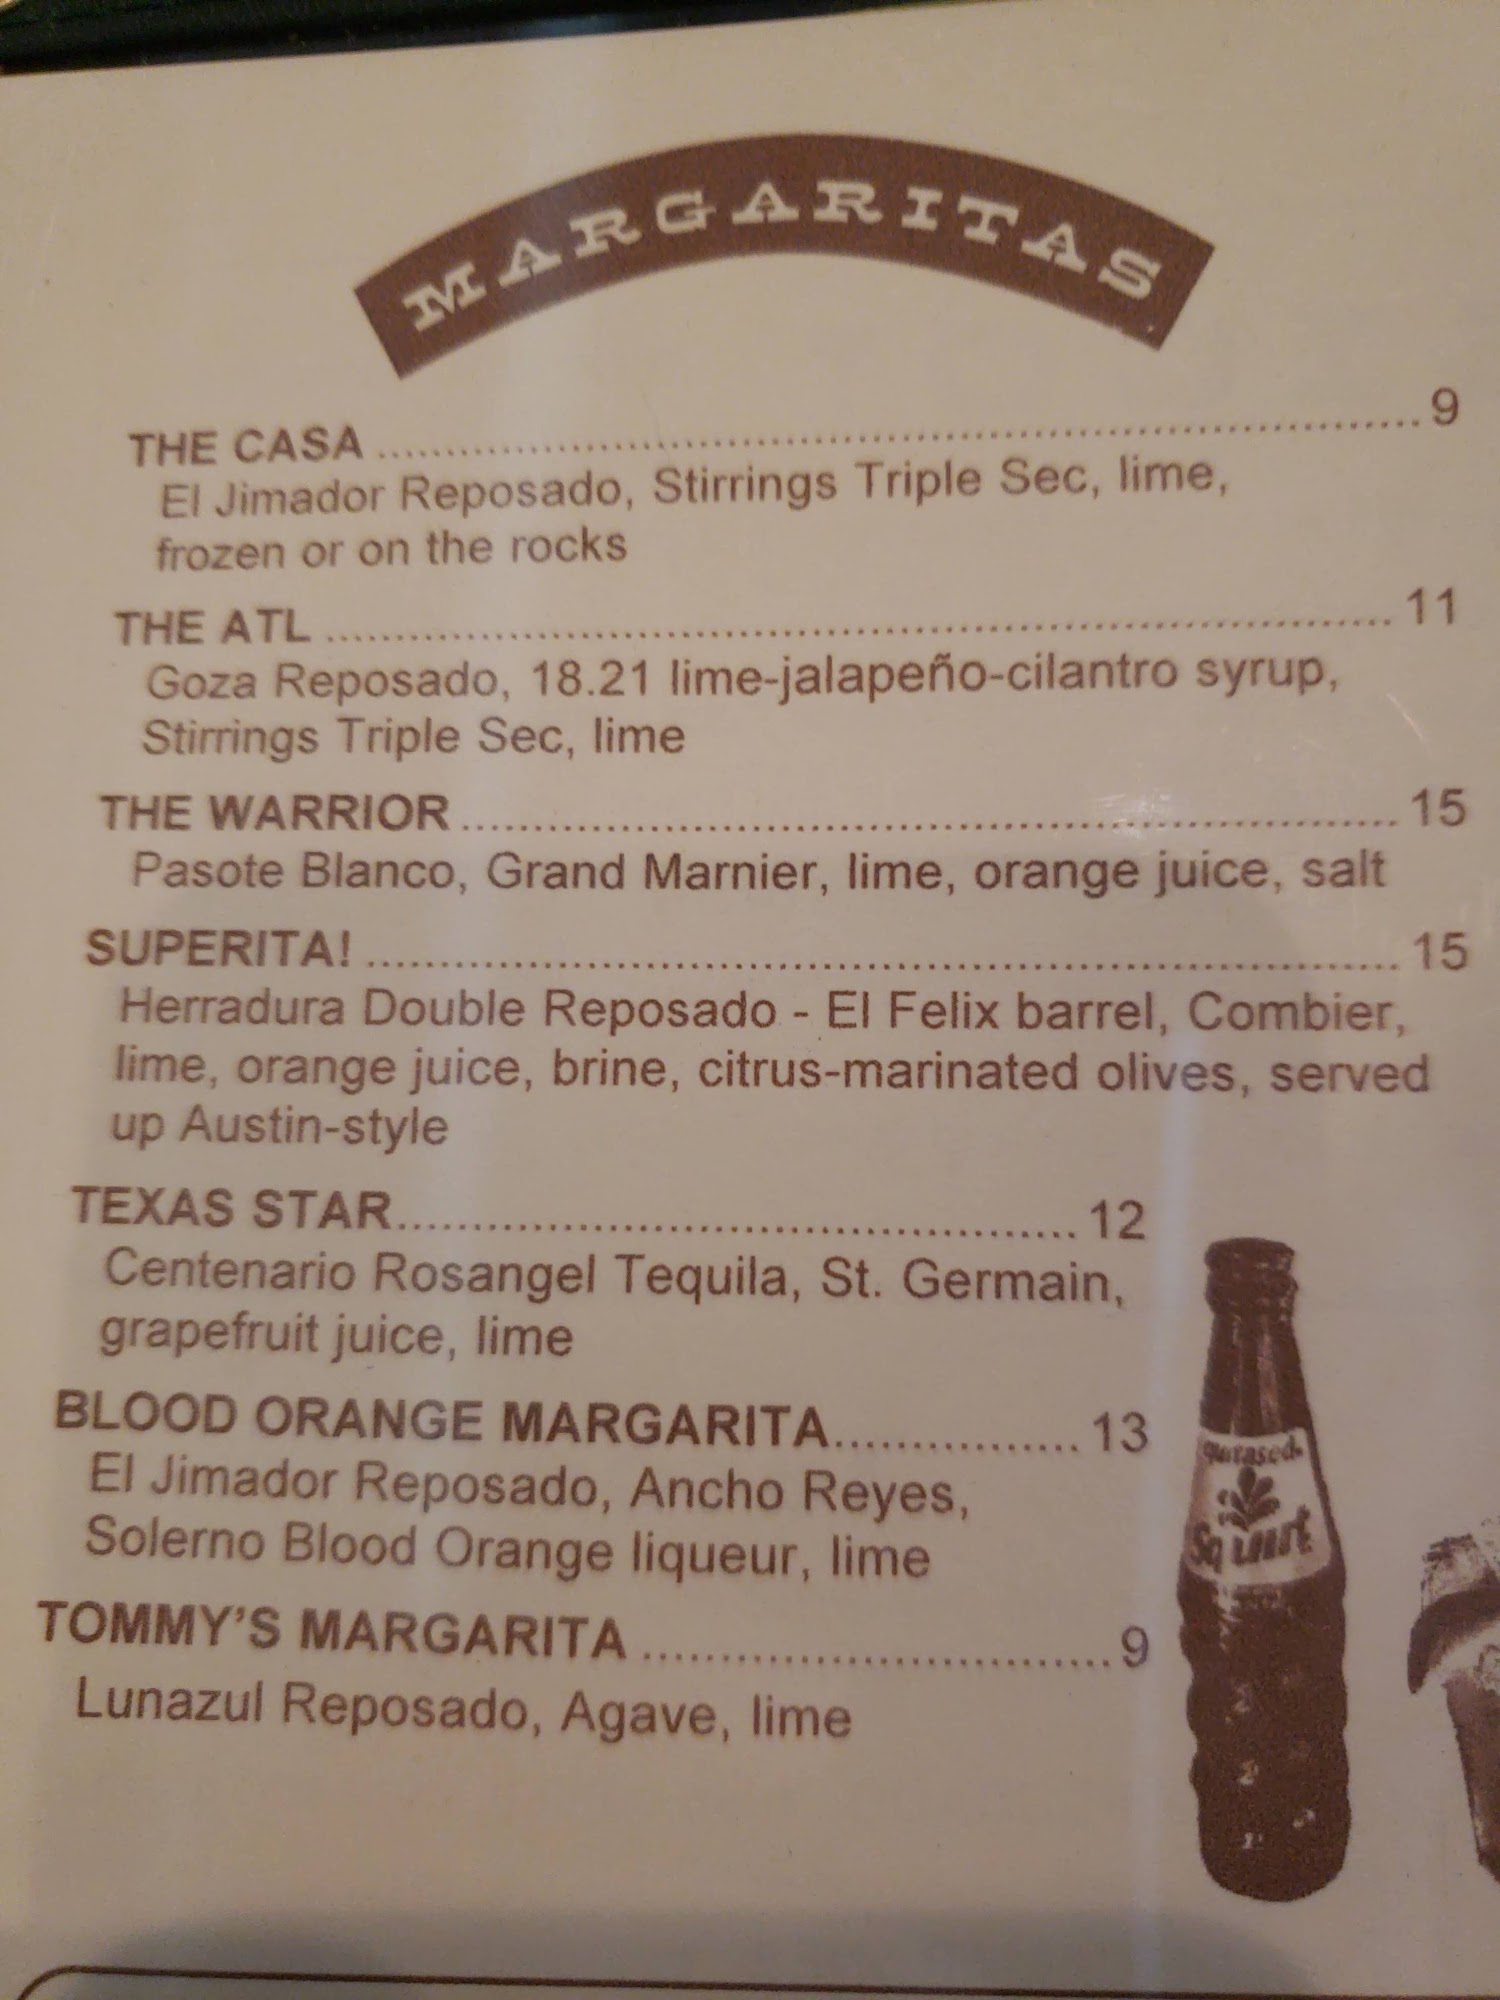 MARGARITAS
THE CASA ........................................................................ 9
El Jimador Reposado, Stirrings Triple Sec, lime,
frozen or on the rocks
THE ATL ........................................................................ 11
Goza Reposado, 18.21 lime-jalapeño-cilantro syrup,
Stirrings Triple Sec, lime
THE WARRIOR ............................................................... 15
Pasote Blanco, Grand Marnier, lime, orange juice, salt
SUPERITA! ..................................................................... 15
Herradura Double Reposado - El Felix barrel, Combier,
lime, orange juice, brine, citrus-marinated olives, served
up Austin-style
TEXAS STAR.............................................. 12
Centenario Rosangel Tequila, St. Germain,
grapefruit juice, lime
BLOOD ORANGE MARGARITA................. 13
El Jimador Reposado, Ancho Reyes,
Solerno Blood Orange liqueur, lime
TOMMY'S MARGARITA ................................ 9
Lunazul Reposado, Agave, lime
Squirt